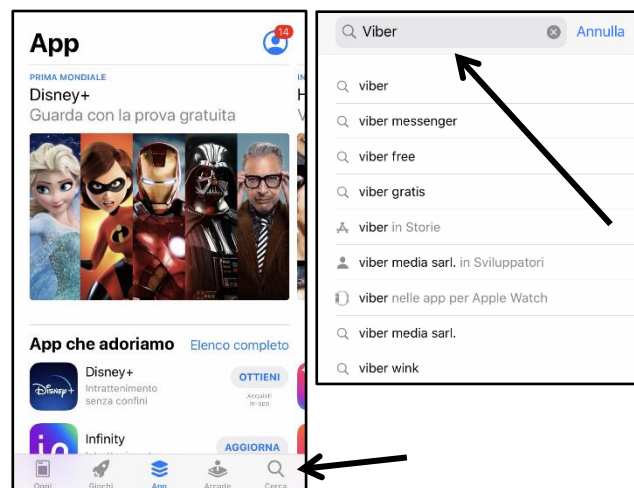 App
14
PRIMA MONDIALE
Disney+
Guarda con la prova gratuita
IN
H
V
App che adoriamo
Elenco completo
Disney+
Disney+
Intrattenimento
senza confini
OTTIENI
Acquisti
in-app
Infinity
AGGIORNA
Oggi
Giochi
App
Arcade
Cerca
Viber
Annulla
viber
viber messenger
viber free
viber gratis
viber in Storie
viber media sarl. in Sviluppatori
viber nelle app per Apple Watch
viber media sarl.
viber wink